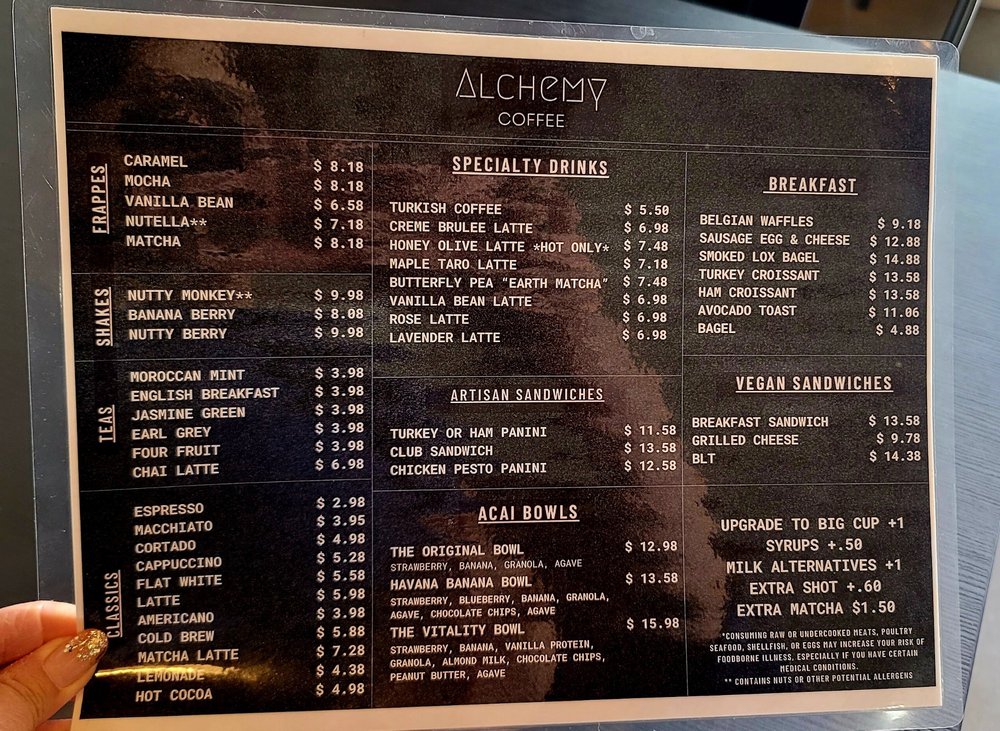 ALCHEMY
COFFEE
FRAPPES
CARAMEL $ 8.18
MOCHA $ 8.18
VANILLA BEAN $ 6.58
NUTELLA** $ 7.18
MATCHA $ 8.18
SHAKES
NUTTY MONKEY** $ 9.98
BANANA BERRY $ 8.08
NUTTY BERRY $ 9.98
TEAS
MOROCCAN MINT $ 3.98
ENGLISH BREAKFAST $ 3.98
JASMINE GREEN $ 3.98
EARL GREY $ 3.98
FOUR FRUIT $ 3.98
CHAI LATTE $ 6.98
CLASSICS
ESPRESSO $ 2.98
MACCHIATO $ 3.95
CORTADO $ 4.98
CAPPUCCINO $ 5.28
FLAT WHITE $ 5.58
LATTE $ 5.98
AMERICANO $ 3.98
COLD BREW $ 5.88
MATCHA LATTE $ 7.28
LEMONADE $ 4.38
HOT COCOA $ 4.98
SPECIALTY DRINKS
TURKISH COFFEE $ 5.50
CREME BRULEE LATTE $ 6.98
HONEY OLIVE LATTE *HOT ONLY* $ 7.48
MAPLE TARO LATTE $ 7.18
BUTTERFLY PEA "EARTH MATCHA" $ 7.48
VANILLA BEAN LATTE $ 6.98
ROSE LATTE $ 6.98
LAVENDER LATTE $ 6.98
ARTISAN SANDWICHES
TURKEY OR HAM PANINI $ 11.58
CLUB SANDWICH $ 13.58
CHICKEN PESTO PANINI $ 12.58
ACAI BOWLS
THE ORIGINAL BOWL $ 12.98
STRAWBERRY, BANANA, GRANOLA, AGAVE
HAVANA BANANA BOWL $ 13.58
STRAWBERRY, BLUEBERRY, BANANA, GRANOLA,
AGAVE, CHOCOLATE CHIPS, AGAVE
THE VITALITY BOWL $ 15.98
STRAWBERRY, BANANA, VANILLA PROTEIN,
GRANOLA, ALMOND MILK, CHOCOLATE CHIPS,
PEANUT BUTTER, AGAVE
BREAKFAST
BELGIAN WAFFLES $ 9.18
SAUSAGE EGG & CHEESE $ 12.88
SMOKED LOX BAGEL $ 14.88
TURKEY CROISSANT $ 13.58
HAM CROISSANT $ 13.58
AVOCADO TOAST $ 11.06
BAGEL $ 4.88
VEGAN SANDWICHES
BREAKFAST SANDWICH $ 13.58
GRILLED CHEESE $ 9.78
BLT $ 14.38
UPGRADE TO BIG CUP +1
SYRUPS +.50
MILK ALTERNATIVES +1
EXTRA SHOT +.60
EXTRA MATCHA $1.50
*CONSUMING RAW OR UNDERCOOKED MEATS, POULTRY
SEAFOOD, SHELLFISH, OR EGGS MAY INCREASE YOUR RISK OF
FOODBORNE ILLNESS, ESPECIALLY IF YOU HAVE CERTAIN
MEDICAL CONDITIONS.
** CONTAINS NUTS OR OTHER POTENTIAL ALLERGENS